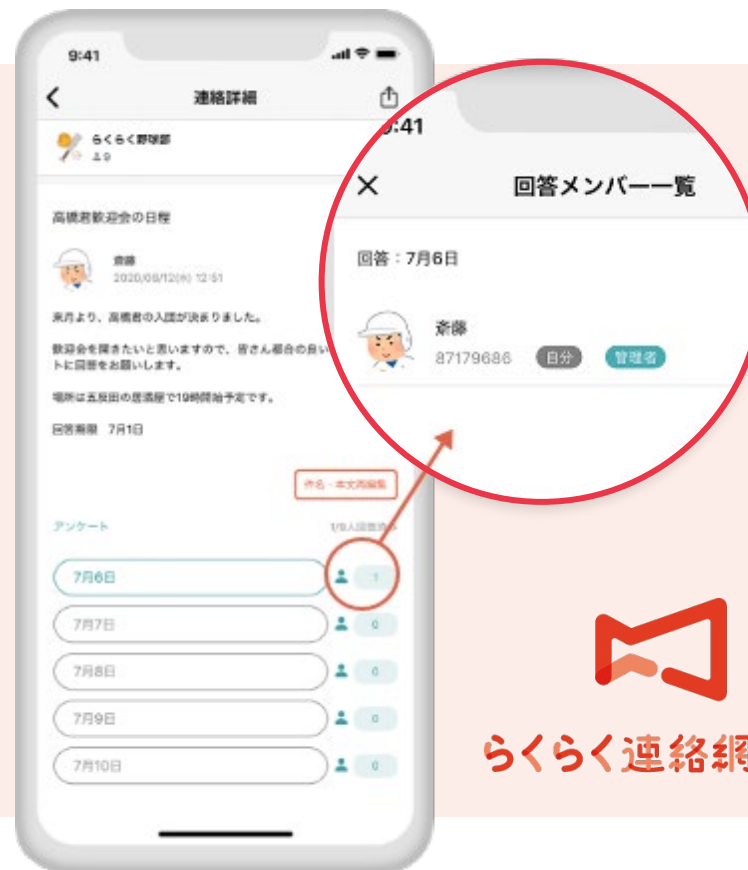 9:41
連絡詳細
らくらく野球部
9
高橋君歓迎会の日程
斎藤
2020/08/12(水) 12:51
来月より、高橋君の入団が決まりました。
歓迎会を開きたいと思いますので、皆さん都合の良い
トに回答をお願いします。
場所は五反田の居酒屋で19時開始予定です。
回答期限 7月1日
件名・本文再編集
アンケート
7月6日
1
7月7日
0
7月8日
0
7月9日
0
7月10日
0
9:41
回答メンバー一覧
回答：7月6日
斎藤
87179686 自分 管理者
らくらく連絡網